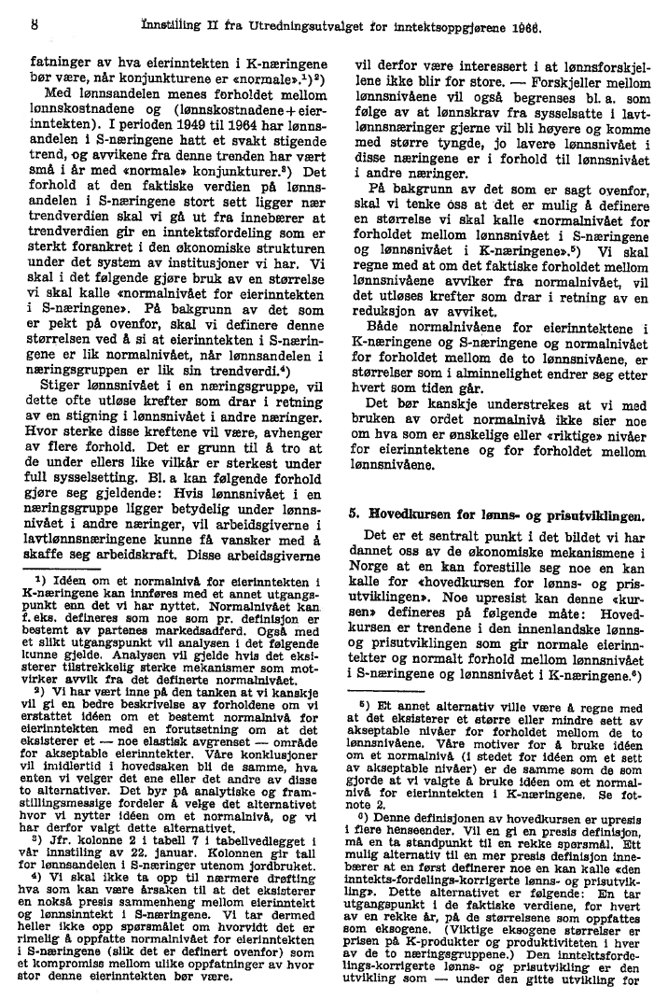 8
Innstilling II fra Utredningsutvalget for inntektsoppgjørene 1966.
fatninger av hva eierinntekten i K-næringene
bør være, når konjunkturene er «normale».¹)²)
Med lønnsandelen menes forholdet mellom
lønnskostnadene og (lønnskostnadene+eier-
inntekten). I perioden 1949 til 1964 har lønns-
andelen i S-næringene hatt et svakt stigende
trend, og avvikene fra denne trenden har vært
små i år med «normale» konjunkturer.³) Det
forhold at den faktiske verdien på lønns-
andelen i S-næringene stort sett ligger nær
trendverdien skal vi gå ut fra innebærer at
trendverdien gir en inntektsfordeling som er
sterkt forankret i den økonomiske strukturen
under det system av institusjoner vi har. Vi
skal i det følgende gjøre bruk av en størrelse
vi skal kalle «normalnivået for eierinntekten
i S-næringene». På bakgrunn av det som
er pekt på ovenfor, skal vi definere denne
størrelsen ved å si at eierinntekten i S-nærin-
gene er lik normalnivået, når lønnsandelen i
næringsgruppen er lik sin trendverdi.⁴)
Stiger lønnsnivået i en næringsgruppe, vil
dette ofte utløse krefter som drar i retning
av en stigning i lønnsnivået i andre næringer.
Hvor sterke disse kreftene vil være, avhenger
av flere forhold. Det er grunn til å tro at
de under ellers like vilkår er sterkest under
full sysselsetting. Bl. a kan følgende forhold
gjøre seg gjeldende: Hvis lønnsnivået i en
næringsgruppe ligger betydelig under lønns-
nivået i andre næringer, vil arbeidsgiverne i
lavtlønnsnæringene kunne få vansker med å
skaffe seg arbeidskraft. Disse arbeidsgiverne
¹) Idéen om et normalnivå for eierinntekten i
K-næringene kan innføres med et annet utgangs-
punkt enn det vi har nyttet. Normalnivået kan
f. eks. defineres som noe som pr. definisjon er
bestemt av partenes markedsadferd. Også med
et slikt utgangspunkt vil analysen i det følgende
kunne gjelde. Analysen vil gjelde hvis det eksi-
sterer tilstrekkelig sterke mekanismer som mot-
virker avvik fra det definerte normalnivået.
²) Vi har vært inne på den tanken at vi kanskje
vil gi en bedre beskrivelse av forholdene om vi
erstattet idéen om et bestemt normalnivå for
eierinntekten med en forutsetning om at det
eksisterer et — noe elastisk avgrenset — område
for akseptable eierinntekter. Våre konklusjoner
vil imidlertid i hovedsaken bli de samme, hva
enten vi velger det ene eller det andre av disse
to alternativer. Det byr på analytiske og fram-
stillingsmessige fordeler å velge det alternativet
hvor vi nytter idéen om et normalnivå, og vi
har derfor valgt dette alternativet.
³) Jfr. kolonne 2 i tabell 7 i tabellvedlegget i
vår innstiling av 22. januar. Kolonnen gir tall
for lønnsandelen i S-næringer utenom jordbruket.
⁴) Vi skal ikke ta opp til nærmere drøfting
hva som kan være årsaken til at det eksisterer
en nokså presis sammenheng mellom eierinntekt
og lønnsinntekt i S-næringene. Vi tar dermed
heller ikke opp spørsmålet om hvorvidt det er
rimelig å oppfatte normalnivået for eierinntekten
i S-næringene (slik det er definert ovenfor) som
et kompromiss mellom ulike oppfatninger av hvor
stor denne eierinntekten bør være.
vil derfor være interessert i at lønnsforskjel-
lene ikke blir for store. — Forskjeller mellom
lønnsnivåene vil også begrenses bl. a. som
følge av at lønnskrav fra sysselsatte i lavt-
lønnsnæringer gjerne vil bli høyere og komme
med større tyngde, jo lavere lønnsnivået i
disse næringene er i forhold til lønnsnivået
i andre næringer.
På bakgrunn av det som er sagt ovenfor,
skal vi tenke oss at det er mulig å definere
en størrelse vi skal kalle «normalnivået for
forholdet mellom lønnsnivået i S-næringene
og lønnsnivået i K-næringene».⁵) Vi skal
regne med at om det faktiske forholdet mellom
lønnsnivåene avviker fra normalnivået, vil
det utløses krefter som drar i retning av en
reduksjon av avviket.
Både normalnivåene for eierinntektene i
K-næringene og S-næringene og normalnivået
for forholdet mellom de to lønnsnivåene, er
størrelser som i alminnelighet endrer seg etter
hvert som tiden går.
Det bør kanskje understrekes at vi med
bruken av ordet normalnivå ikke sier noe
om hva som er ønskelige eller «riktige» nivåer
for eierinntektene og for forholdet mellom
lønnsnivåene.
5. Hovedkursen for lønns- og prisutviklingen.
Det er et sentralt punkt i det bildet vi har
dannet oss av de økonomiske mekanismene i
Norge at en kan forestille seg noe en kan
kalle for «hovedkursen for lønns- og pris-
utviklingen». Noe upresist kan denne «kur-
sen» defineres på følgende måte: Hoved-
kursen er trendene i den innenlandske lønns-
og prisutviklingen som gir normale eierinn-
tekter og normalt forhold mellom lønnsnivået
i S-næringene og lønnsnivået i K-næringene.⁶)
⁵) Et annet alternativ ville være å regne med
at det eksisterer et større eller mindre sett av
akseptable nivåer for forholdet mellom de to
lønnsnivåene. Våre motiver for å bruke idéen
om et normalnivå (i stedet for idéen om et sett
av akseptable nivåer) er de samme som de som
gjorde at vi valgte å bruke idéen om et normal-
nivå for eierinntekten i K-næringene. Se fot-
note 2.
⁶) Denne definisjonen av hovedkursen er upresis
i flere henseender. Vil en gi en presis definisjon,
må en ta standpunkt til en rekke spørsmål. Ett
mulig alternativ til en mer presis definisjon inne-
bærer at en først definerer noe en kan kalle «den
inntekts-fordelings-korrigerte lønns- og prisutvik-
ling». Dette alternativet er følgende: En tar
utgangspunkt i de faktiske verdiene, for hvert
av en rekke år, på de størrelsene som oppfattes
som eksogene. (Viktige eksogene størrelser er
prisen på K-produkter og produktiviteten i hver
av de to næringsgruppene.) Den inntektsforde-
lings-korrigerte lønns- og prisutvikling er den
utvikling som — under den gitte utvikling for